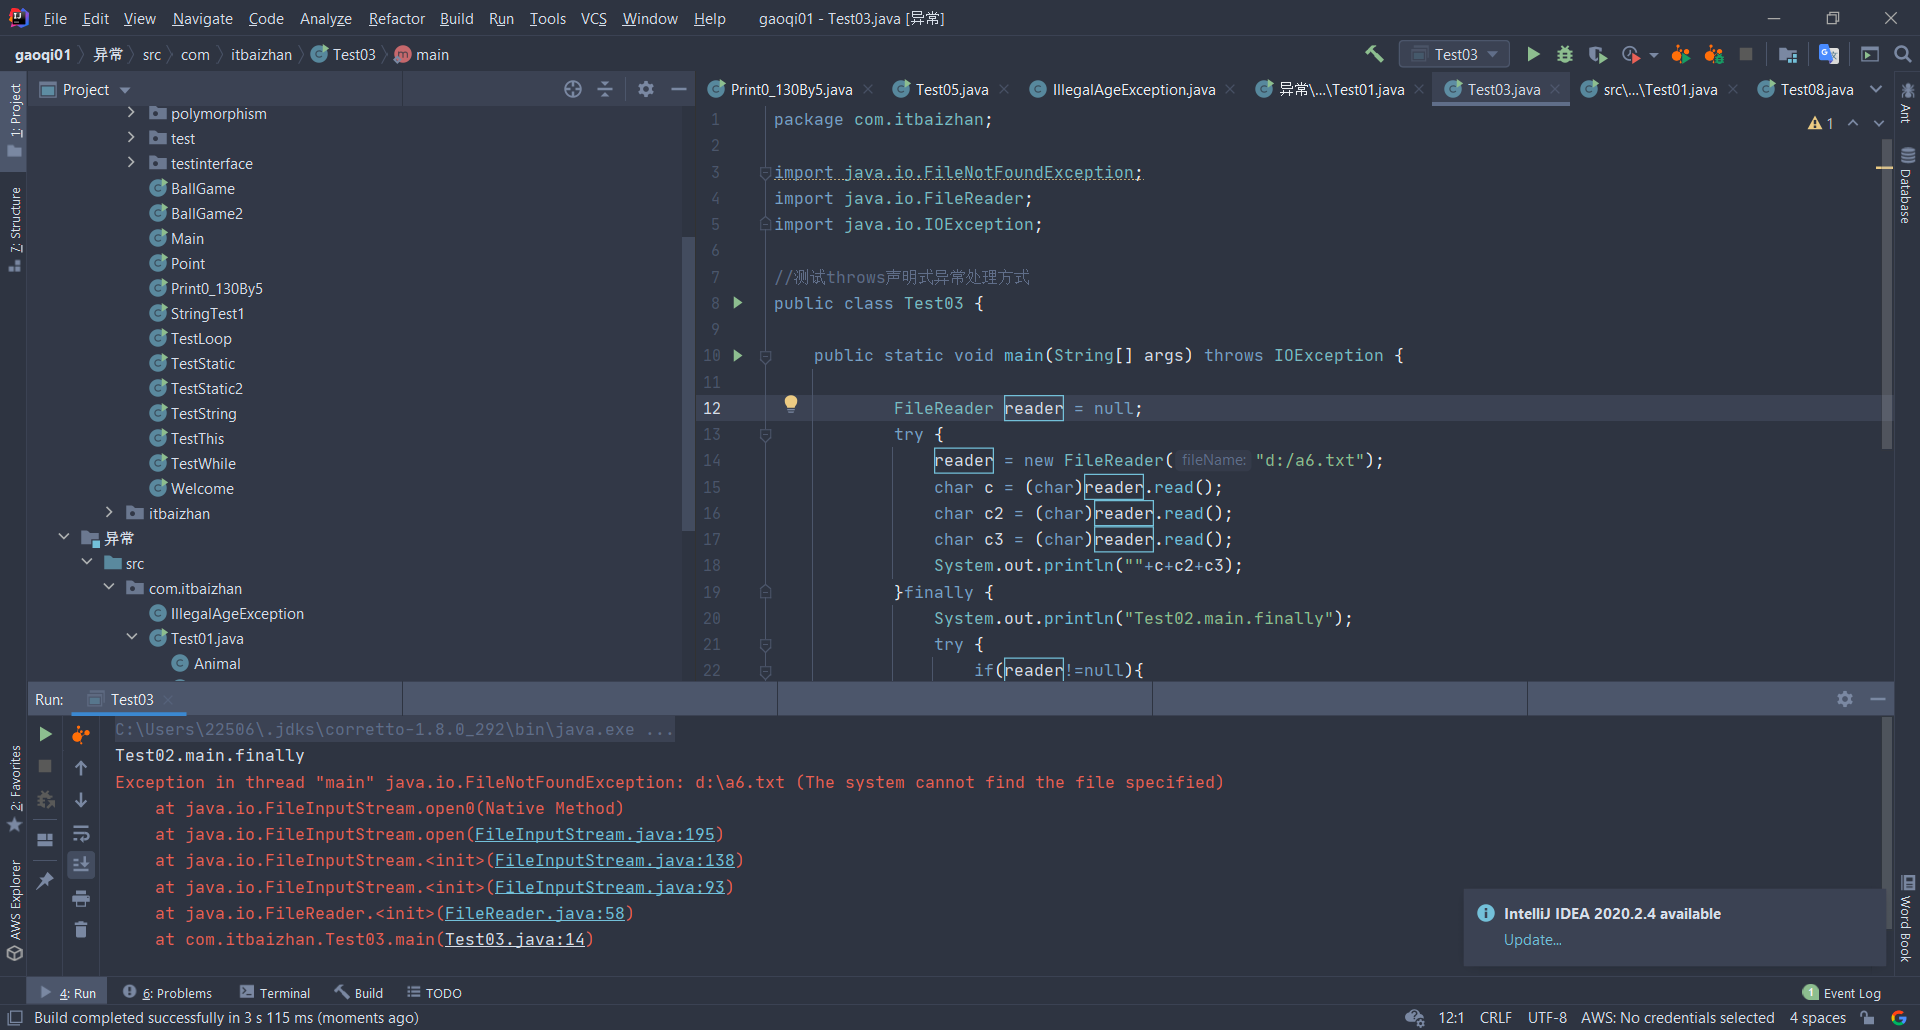 File Edit View Navigate Code Analyze Refactor Build Run Tools VCS Window Help gaoqi01 - Test03.java [异常]
gaoqi01 异常 src com itbaizhan Test03 main
Test03
Project
Print0_130By5.java Test05.java IllegalAgeException.java 异常\...\Test01.java Test03.java src\...\Test01.java Test08.java
1: Project
7: Structure
2: Favorites
AWS Explorer
polymorphism
test
testinterface
BallGame
BallGame2
Main
Point
Print0_130By5
StringTest1
TestLoop
TestStatic
TestStatic2
TestString
TestThis
TestWhile
Welcome
itbaizhan
异常
src
com.itbaizhan
IllegalAgeException
Test01.java
Animal
1 package com.itbaizhan;
2
3 import java.io.FileNotFoundException;
4 import java.io.FileReader;
5 import java.io.IOException;
6
7 //测试throws声明式异常处理方式
8 public class Test03 {
9
10 public static void main(String[] args) throws IOException {
11
12 FileReader reader = null;
13 try {
14 reader = new FileReader( fileName: "d:/a6.txt");
15 char c = (char)reader.read();
16 char c2 = (char)reader.read();
17 char c3 = (char)reader.read();
18 System.out.println(""+c+c2+c3);
19 }finally {
20 System.out.println("Test02.main.finally");
21 try {
22 if(reader!=null){
1
Ant
Database
Word Book
Run: Test03
C:\Users\22506\.jdks\corretto-1.8.0_292\bin\java.exe ...
Test02.main.finally
Exception in thread "main" java.io.FileNotFoundException: d:\a6.txt (The system cannot find the file specified)
at java.io.FileInputStream.open0(Native Method)
at java.io.FileInputStream.open(FileInputStream.java:195)
at java.io.FileInputStream.<init>(FileInputStream.java:138)
at java.io.FileInputStream.<init>(FileInputStream.java:93)
at java.io.FileReader.<init>(FileReader.java:58)
at com.itbaizhan.Test03.main(Test03.java:14)
IntelliJ IDEA 2020.2.4 available
Update...
4: Run 6: Problems Terminal Build TODO 1 Event Log
Build completed successfully in 3 s 115 ms (moments ago) 12:1 CRLF UTF-8 AWS: No credentials selected 4 spaces